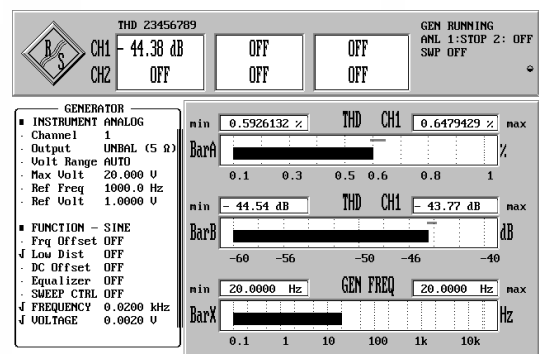 THD 23456789
CH1 - 44.38 dB OFF OFF
CH2 OFF OFF OFF
GEN RUNNING
ANL 1:STOP 2: OFF
SWP OFF
R
S
GENERATOR
INSTRUMENT ANALOG
Channel 1
Output UNBAL (5 Ω)
Volt Range AUTO
Max Volt 20.000 V
Ref Freq 1000.0 Hz
Ref Volt 1.0000 V
FUNCTION - SINE
Frq Offset OFF
Low Dist OFF
DC Offset OFF
Equalizer OFF
SWEEP CTRL OFF
FREQUENCY 0.0200 kHz
VOLTAGE 0.0020 V
min 0.5926132 % THD CH1 0.6479429 % max
BarA %
0.1 0.3 0.5 0.6 0.8 1
min - 44.54 dB THD CH1 - 43.77 dB max
BarB dB
-60 -56 -50 -46 -40
min 20.0000 Hz GEN FREQ 20.0000 Hz max
BarX Hz
0.1 1 10 100 1k 10k